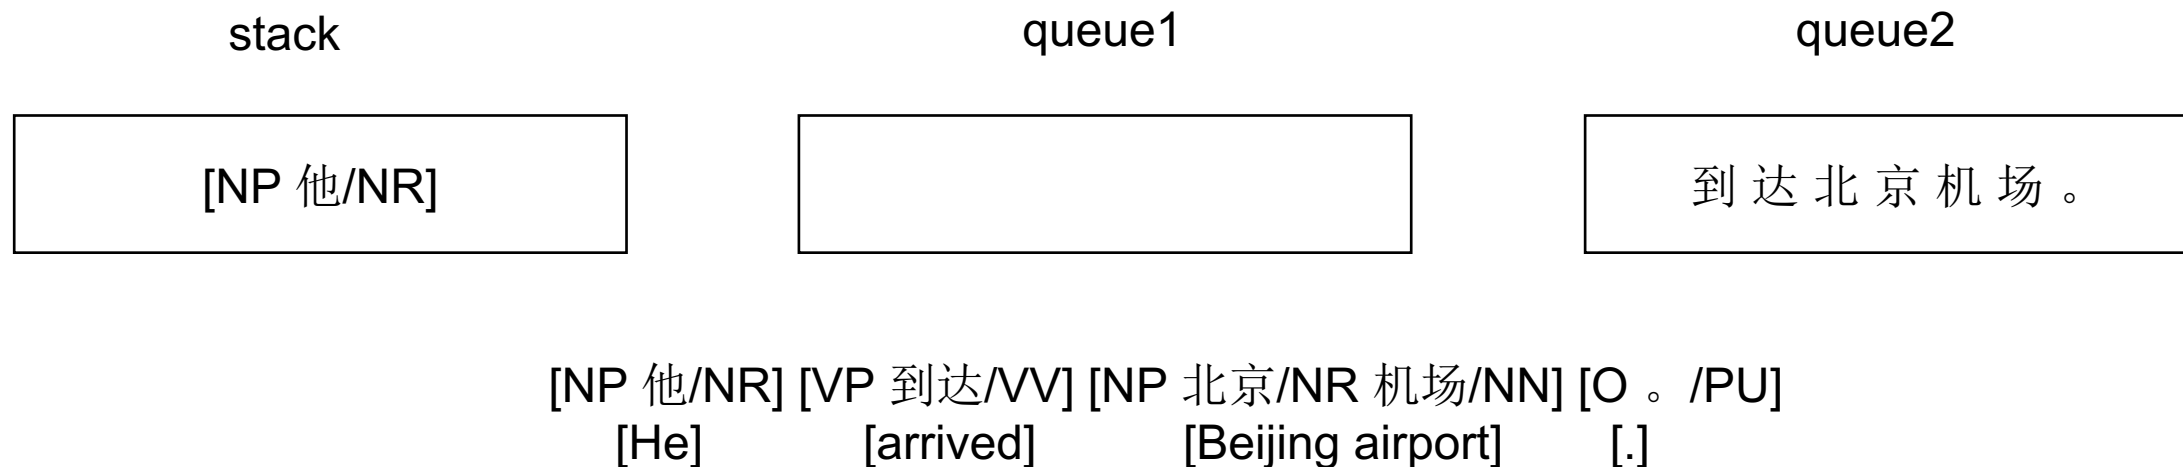 stack queue1 queue2
[NP 他/NR] 到 达 北 京 机 场 。
[NP 他/NR] [VP 到达/VV] [NP 北京/NR 机场/NN] [O 。/PU]
[He] [arrived] [Beijing airport] [.]